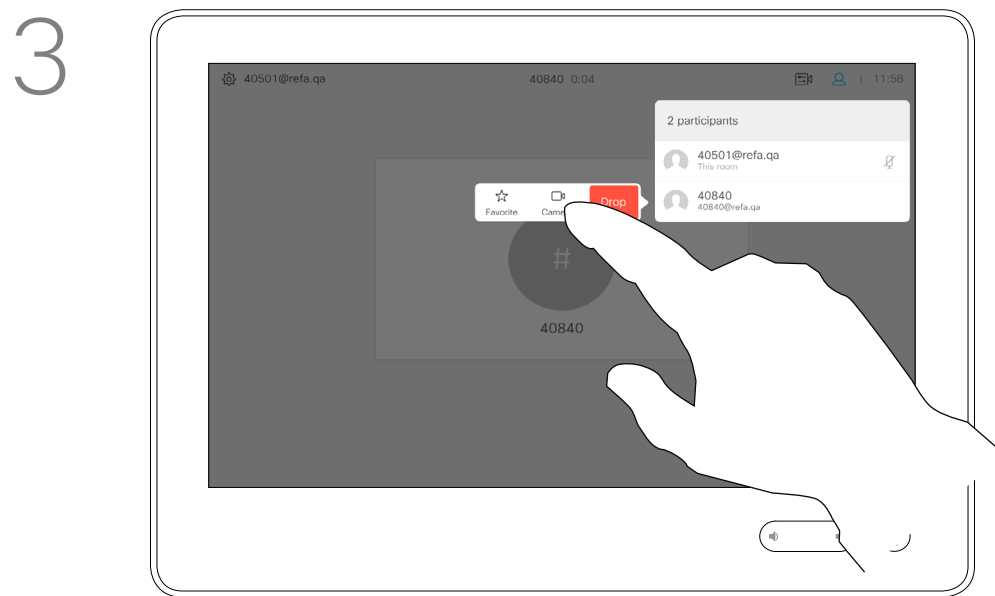 3
40501@refa.qa
40840 0:04
| 11:58
2 participants
40501@refa.qa
This room
40840
40840@refa.qa
Favorite
Drop
#
40840